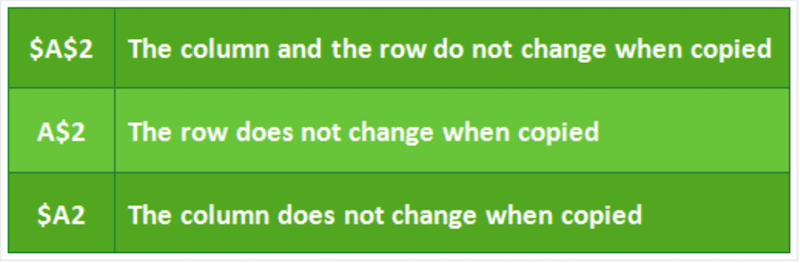 $A$2 The column and the row do not change when copied
A$2 The row does not change when copied
$A2 The column does not change when copied